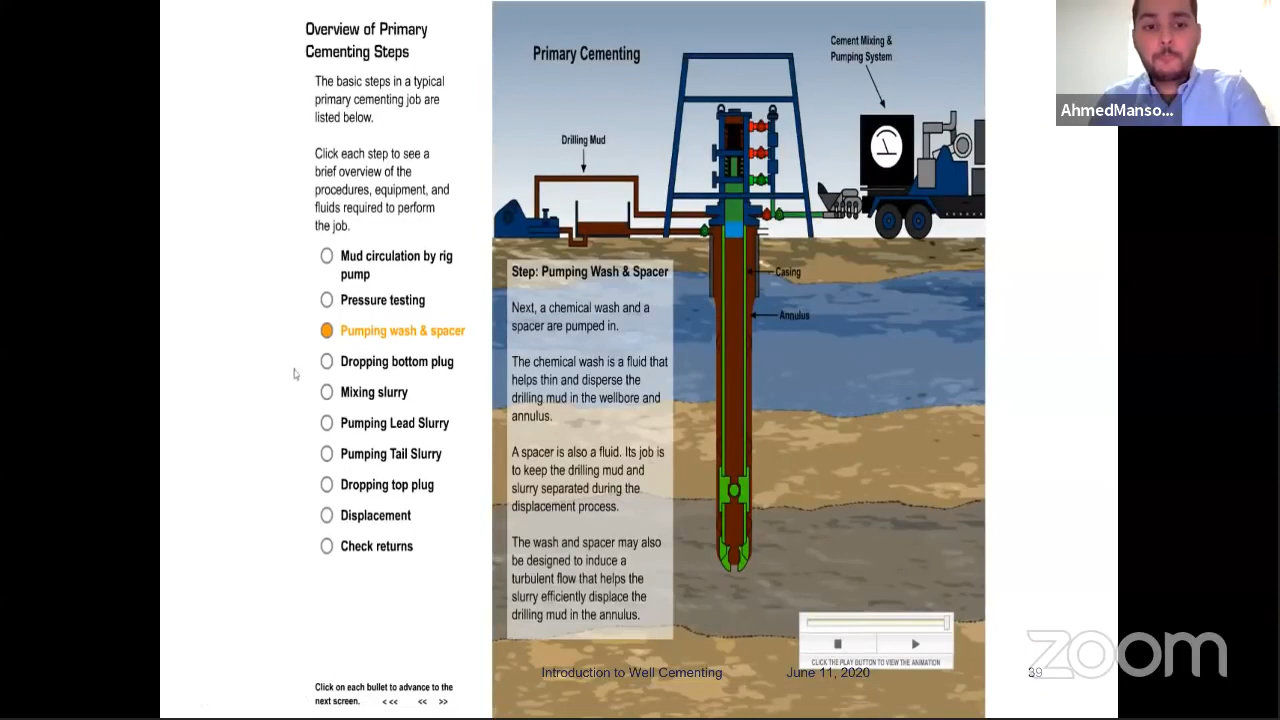 Overview of Primary
Cementing Steps
The basic steps in a typical
primary cementing job are
listed below.
Click each step to see a
brief overview of the
procedures, equipment, and
fluids required to perform
the job.
Mud circulation by rig
pump
Pressure testing
Pumping wash & spacer
Dropping bottom plug
Mixing slurry
Pumping Lead Slurry
Pumping Tail Slurry
Dropping top plug
Displacement
Check returns
Click on each bullet to advance to the
next screen. < << << >>
Primary Cementing
Cement Mixing &
Pumping System
Drilling Mud
Casing
Annulus
Step: Pumping Wash & Spacer
Next, a chemical wash and a
spacer are pumped in.
The chemical wash is a fluid that
helps thin and disperse the
drilling mud in the wellbore and
annulus.
A spacer is also a fluid. Its job is
to keep the drilling mud and
slurry separated during the
displacement process.
The wash and spacer may also
be designed to induce a
turbulent flow that helps the
slurry efficiently displace the
drilling mud in the annulus.
CLICK THE PLAY BUTTON TO VIEW THE ANIMATION
Introduction to Well Cementing June 11, 2020 39
AhmedManso...
zoom